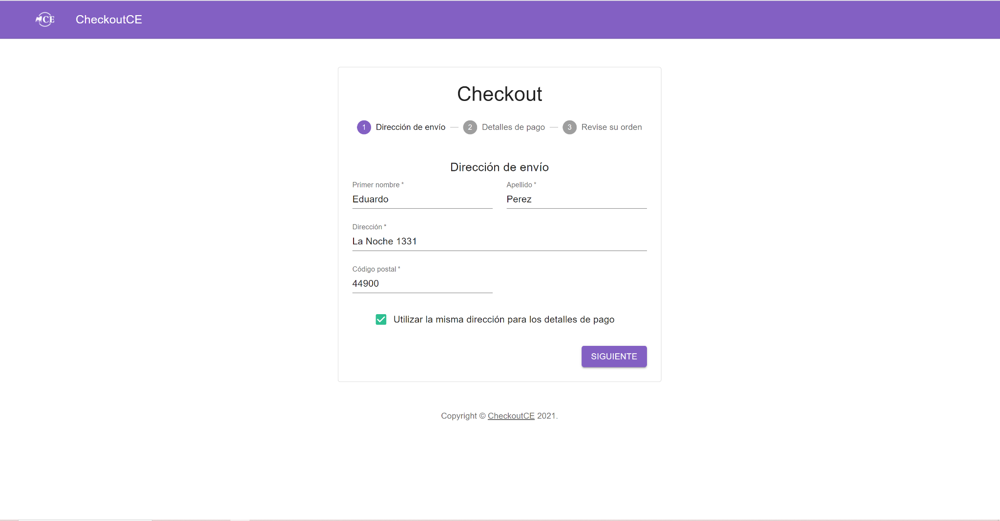 CE
CheckoutCE
Checkout
1 Dirección de envío 2 Detalles de pago 3 Revise su orden
Dirección de envío
Primer nombre * Apellido *
Eduardo Perez
Dirección *
La Noche 1331
Código postal *
44900
Utilizar la misma dirección para los detalles de pago
SIGUIENTE
Copyright © CheckoutCE 2021.